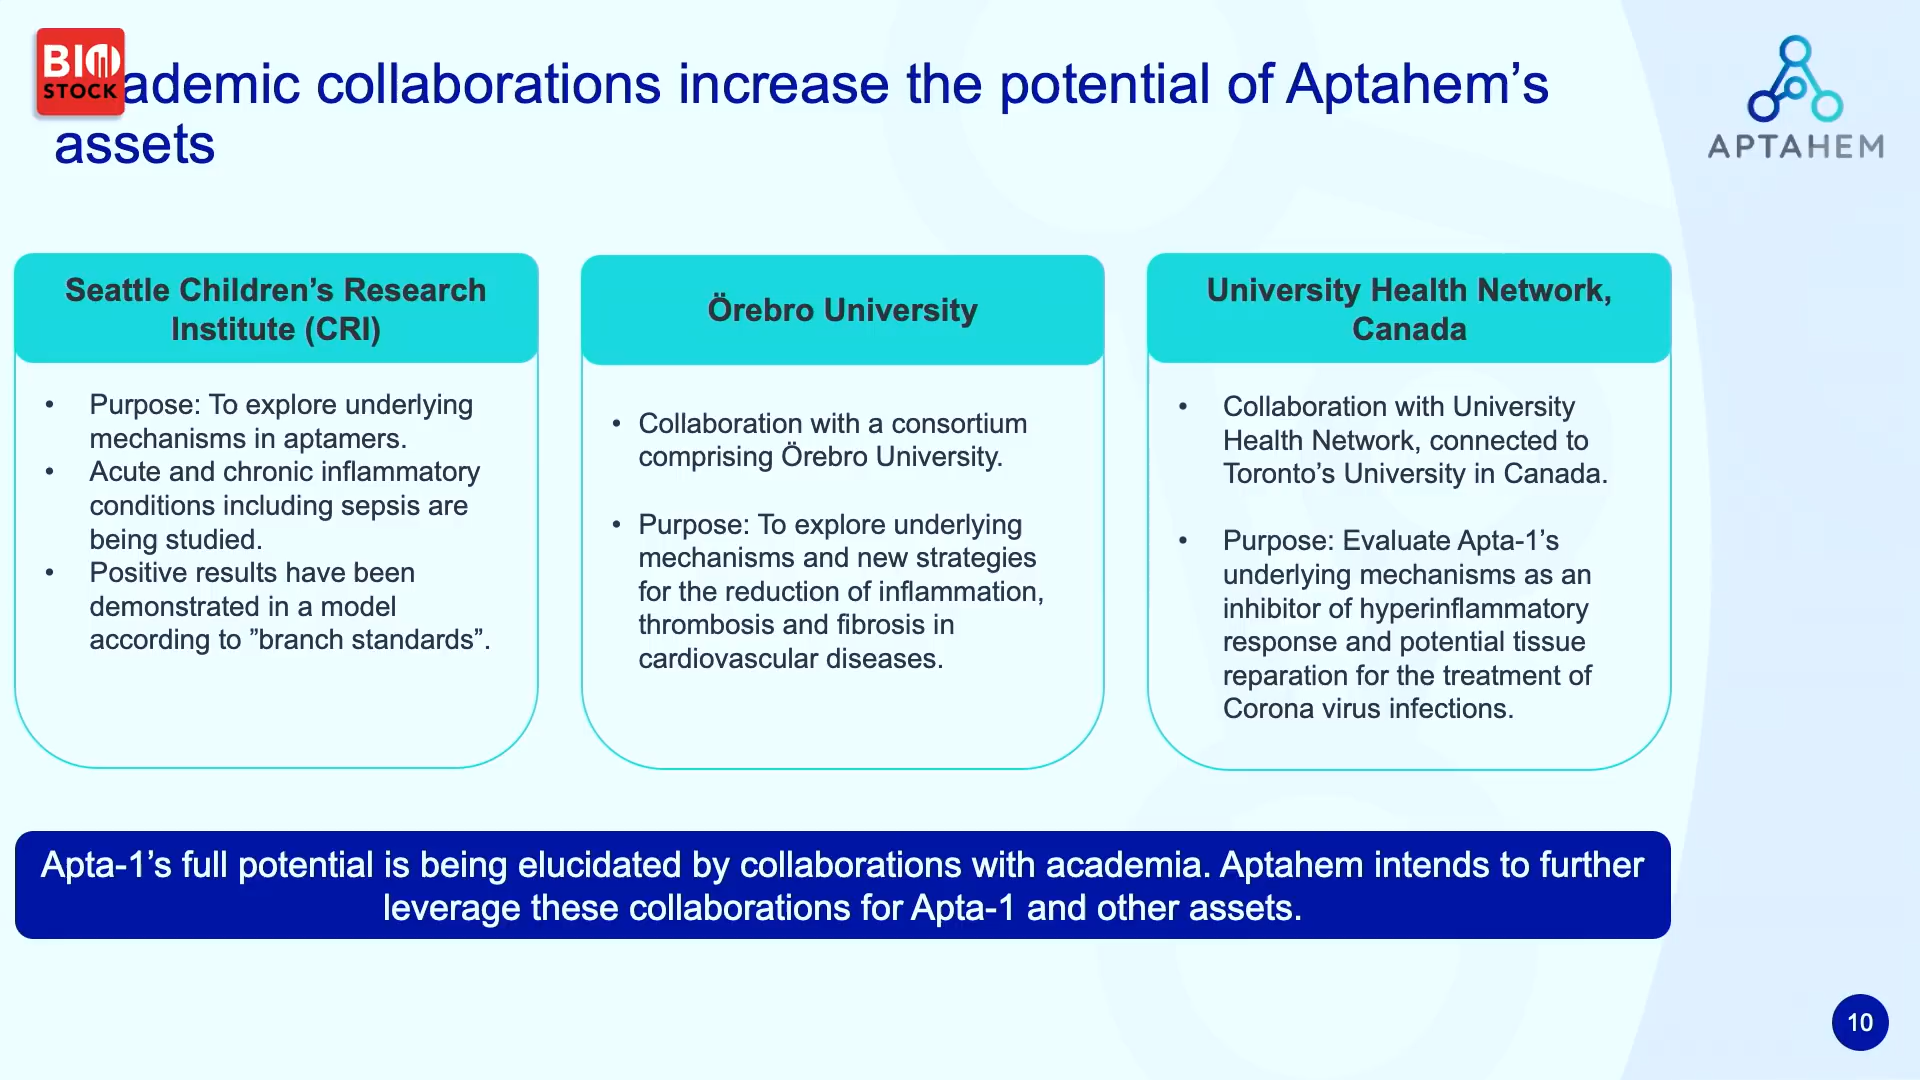 BIO
STOCK
ademic collaborations increase the potential of Aptahem’s
assets
APTAHEM
Seattle Children’s Research
Institute (CRI)
• Purpose: To explore underlying
mechanisms in aptamers.
• Acute and chronic inflammatory
conditions including sepsis are
being studied.
• Positive results have been
demonstrated in a model
according to ”branch standards”.
Örebro University
• Collaboration with a consortium
comprising Örebro University.
• Purpose: To explore underlying
mechanisms and new strategies
for the reduction of inflammation,
thrombosis and fibrosis in
cardiovascular diseases.
University Health Network,
Canada
• Collaboration with University
Health Network, connected to
Toronto’s University in Canada.
• Purpose: Evaluate Apta-1’s
underlying mechanisms as an
inhibitor of hyperinflammatory
response and potential tissue
reparation for the treatment of
Corona virus infections.
Apta-1’s full potential is being elucidated by collaborations with academia. Aptahem intends to further
leverage these collaborations for Apta-1 and other assets.
10